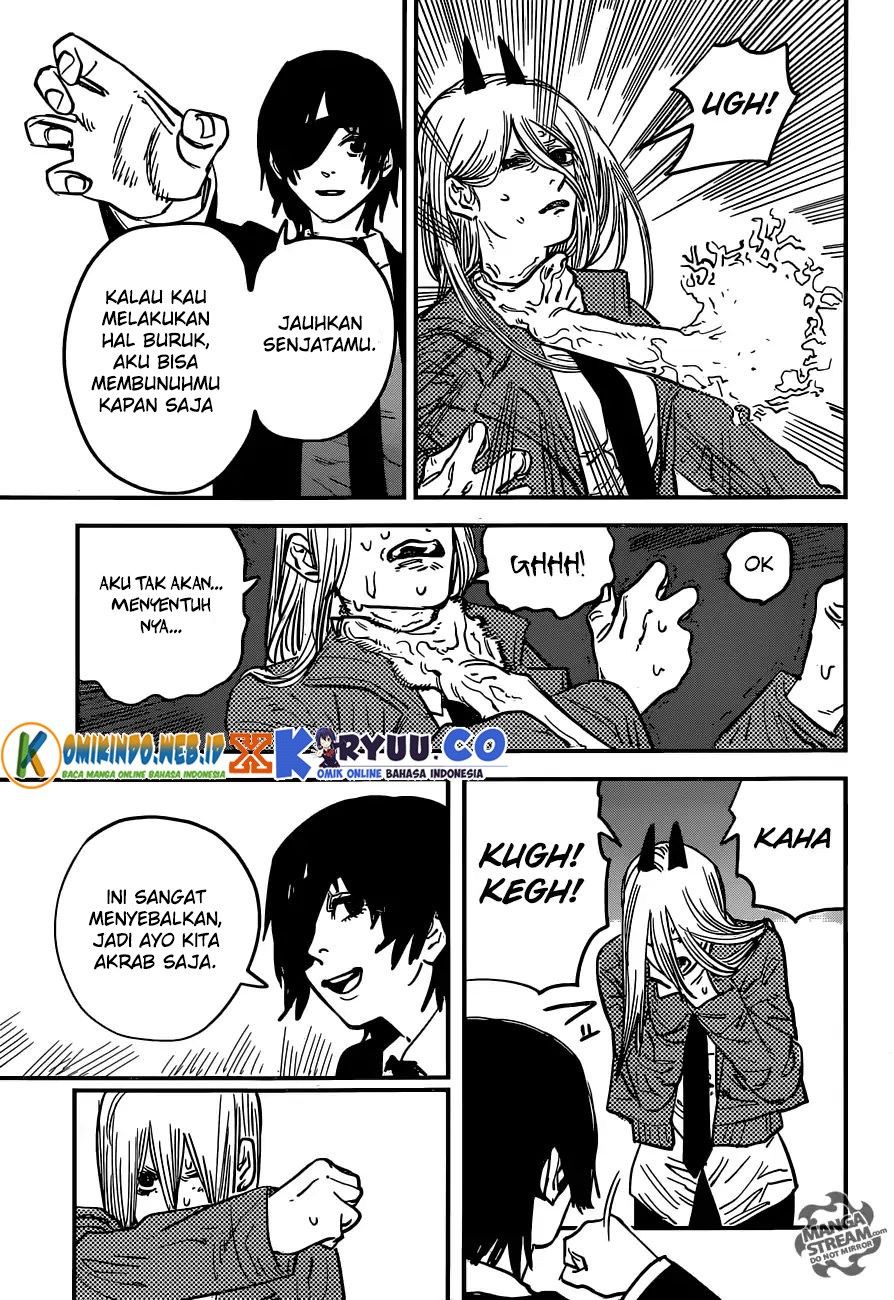 UGH!
JAUHKAN
SENJATAMU.
KALAU KAU
MELAKUKAN
HAL BURUK,
AKU BISA
MEMBUNUHMU
KAPAN SAJA
OK
GHHH!
AKU TAK AKAN...
MENYENTUH
NYA...
KOMIKINDO.WEB.ID
BACA MANGA ONLINE BAHASA INDONESIA
X
KIRYUU.CO
OMIK ONLINE BAHASA INDONESIA
KAHA
KUGH!
KEGH!
INI SANGAT
MENYEBALKAN,
JADI AYO KITA
AKRAB SAJA.
MANGA
STREAM.COM
DO NOT MIRROR!